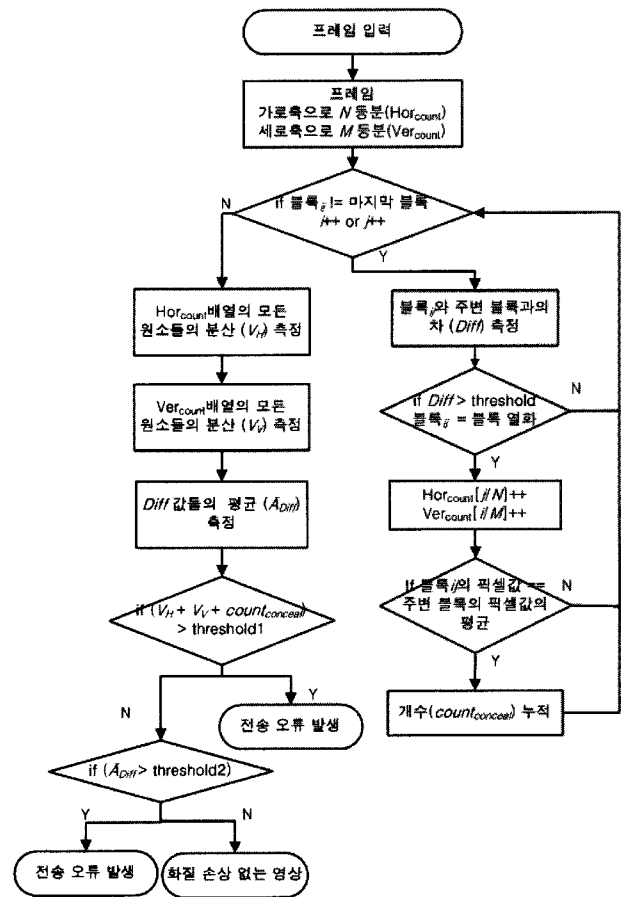 프레임 입력
프레임
가로축으로 N 등분(Hor_count)
세로축으로 M 등분(Ver_count)
if 블록_ij != 마지막 블록
i++ or j++
N
Y
Hor_count배열의 모든
원소들의 분산 (V_H) 측정
Ver_count배열의 모든
원소들의 분산 (V_V) 측정
Diff 값들의 평균 (Ā_Diff)
측정
if (V_H + V_V + count_conceal)
> threshold1
N
Y
전송 오류 발생
if (Ā_Diff > threshold2)
Y
N
전송 오류 발생
화질 손상 없는 영상
블록_ij와 주변 블록과의
차 (Diff) 측정
if Diff > threshold
블록_ij = 블록 열화
N
Y
Hor_count[j/N]++
Ver_count[i/M]++
If 블록ij의 픽셀값 ==
주변 블록의 픽셀값의
평균
N
Y
개수(count_conceal) 누적